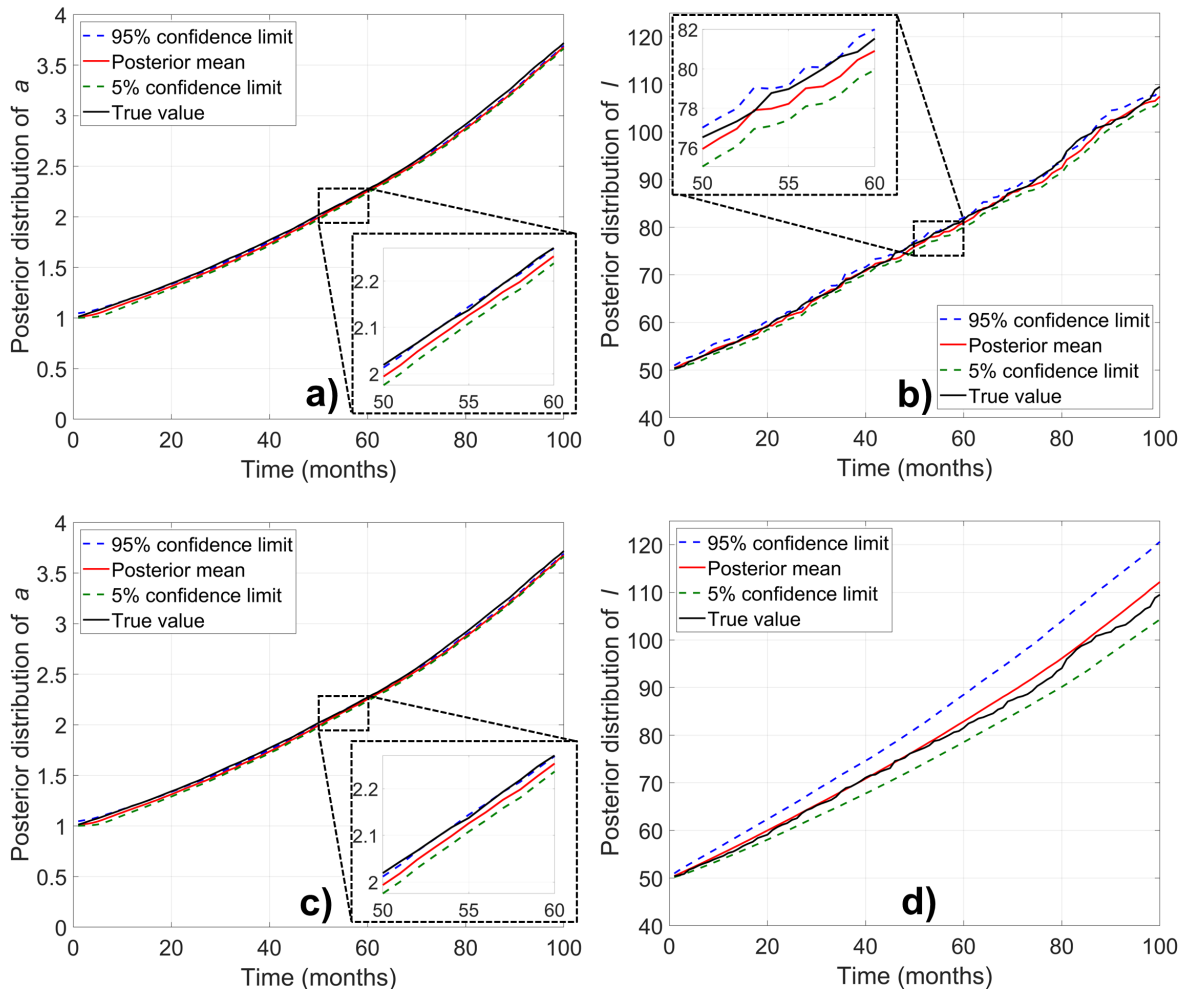 Posterior distribution of a
4
3.5
3
2.5
2
1.5
1
0.5
0
95% confidence limit
Posterior mean
5% confidence limit
True value
2.2
2.1
2
50 55 60
a)
0 20 40 60 80 100
Time (months)
Posterior distribution of l
120
110
100
90
80
70
60
50
40
82
80
78
76
50 55 60
95% confidence limit
Posterior mean
5% confidence limit
True value
b)
0 20 40 60 80 100
Time (months)
Posterior distribution of a
4
3.5
3
2.5
2
1.5
1
0.5
0
95% confidence limit
Posterior mean
5% confidence limit
True value
2.2
2.1
2
50 55 60
c)
0 20 40 60 80 100
Time (months)
Posterior distribution of l
120
110
100
90
80
70
60
50
40
95% confidence limit
Posterior mean
5% confidence limit
True value
d)
0 20 40 60 80 100
Time (months)